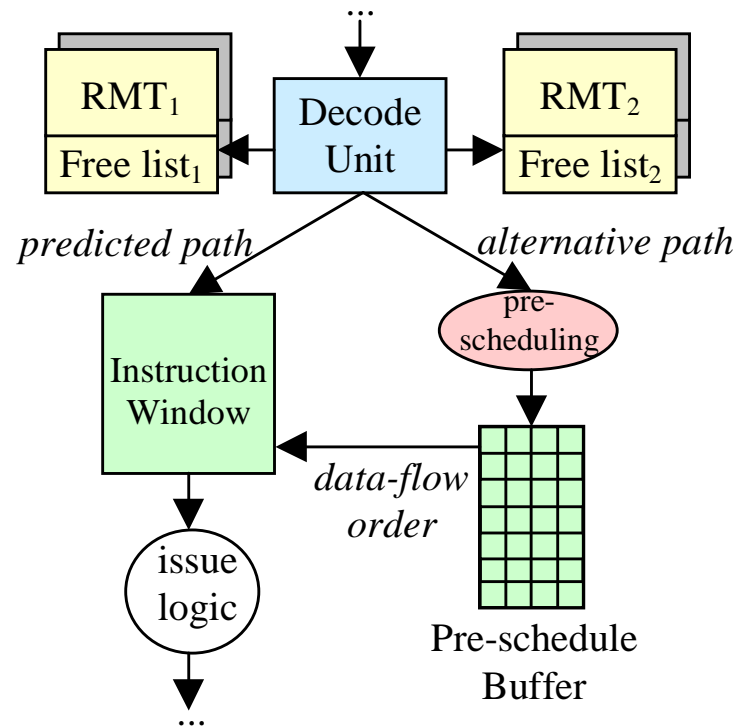 ...
RMT₁
Free list₁
Decode
Unit
RMT₂
Free list₂
predicted path
alternative path
pre-
scheduling
Instruction
Window
data-flow
order
issue
logic
Pre-schedule
Buffer
...